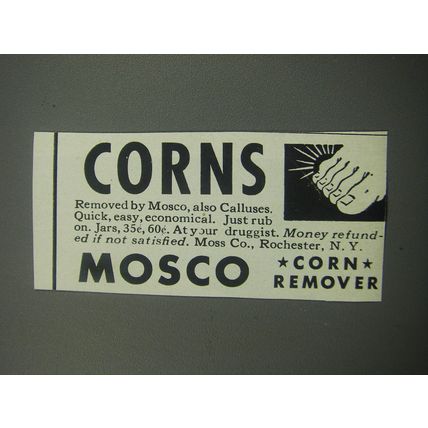 CORNS
Removed by Mosco, also Calluses.
Quick, easy, economical. Just rub
on. Jars, 35¢, 60¢. At your druggist. Money refund-
ed if not satisfied. Moss Co., Rochester, N. Y.
MOSCO
★CORN★
REMOVER